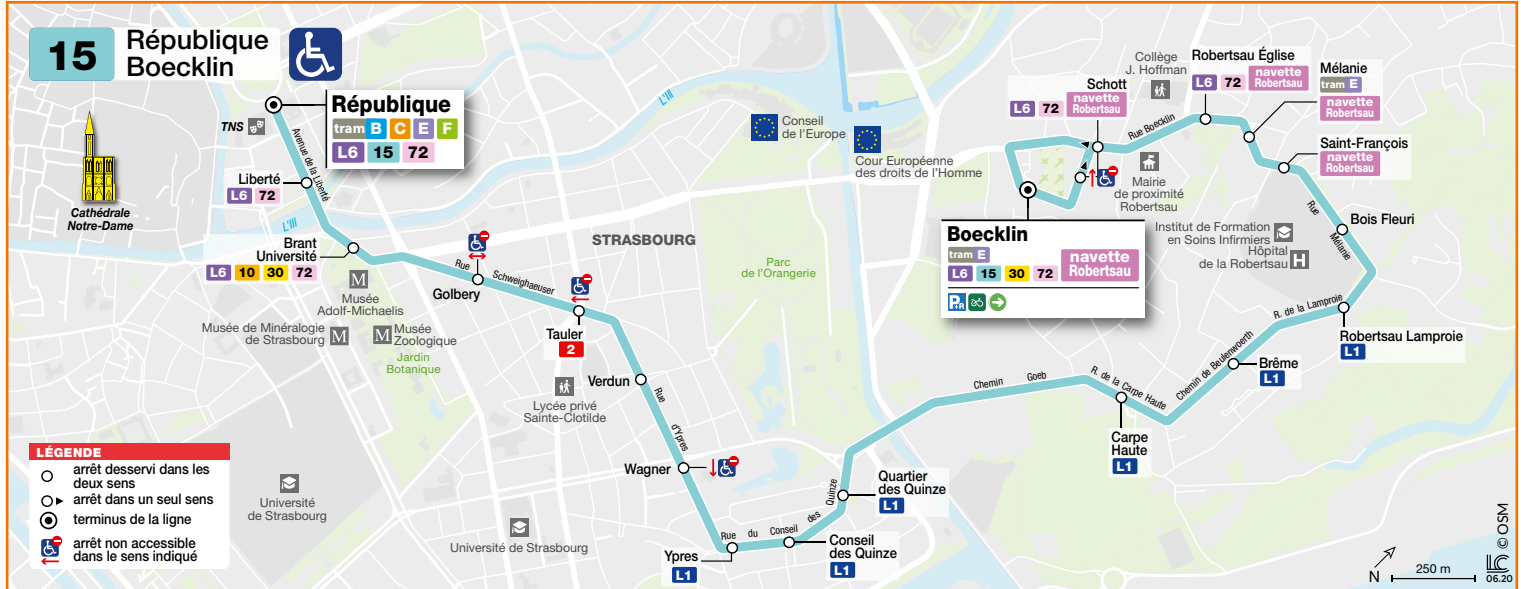 15
République
Boecklin
TNS
République
tram B C E F
L6 15 72
Avenue de la Liberté
Liberté
L6 72
Cathédrale
Notre-Dame
L'Ill
L'Ill
Brant
Université
L6 10 30 72
M
Musée
Adolf-Michaelis
Musée de Minéralogie
de Strasbourg
M
M
Musée
Zoologique
Jardin
Botanique
Golbery
Rue Schweighaeuser
STRASBOURG
Tauler
2
Verdun
Lycée privé
Sainte-Clotilde
Rue d'Ypres
Wagner
Ypres
L1
Rue du Conseil des Quinze
Conseil
des Quinze
L1
Quartier
des Quinze
L1
Université
de Strasbourg
Université de Strasbourg
Parc
de l'Orangerie
Conseil
de l'Europe
Cour Européenne
des droits de l'Homme
Chemin Goeb
R. de la Carpe Haute
Carpe
Haute
L1
Chemin de Beulenwoerth
Brême
L1
R. de la Lamproie
Robertsau Lamproie
L1
Rue Mélanie
Bois Fleuri
Institut de Formation
en Soins Infirmiers
Hôpital
de la Robertsau
H
Saint-François
navette
Robertsau
Mélanie
tram E
navette
Robertsau
Robertsau Église
L6 72 navette
Robertsau
Rue Boecklin
Collège
J. Hoffman
Schott
L6 72 navette
Robertsau
Mairie
de proximité
Robertsau
Boecklin
tram E
L6 15 30 72 navette
Robertsau
P+R
LÉGENDE
arrêt desservi dans les
deux sens
arrêt dans un seul sens
terminus de la ligne
arrêt non accessible
dans le sens indiqué
N
250 m
© OSM
LC
06.20